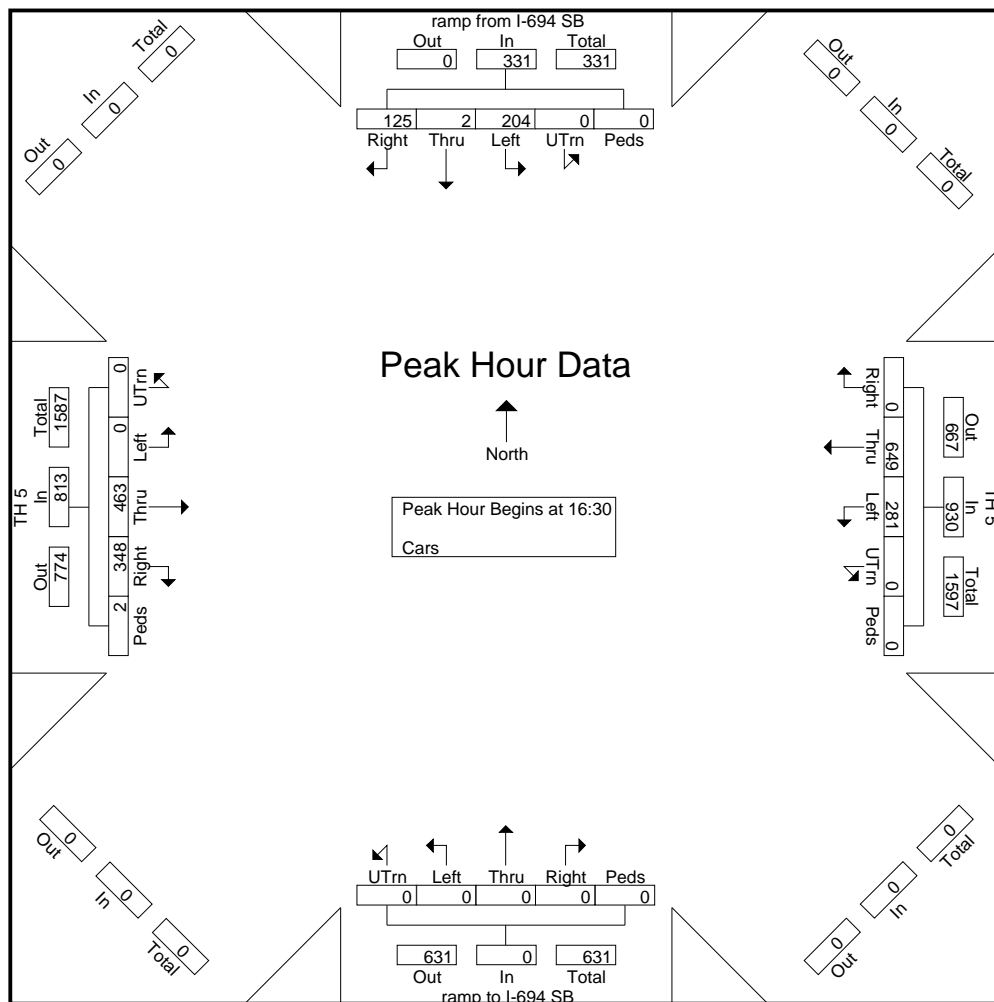 ramp from I-694 SB
Out In Total
0 331 331
125 2 204 0 0
Right Thru Left UTrn Peds
Total
0
In
0
Out
0
Out
0
In
0
Total
0
Peak Hour Data
North
Peak Hour Begins at 16:30
Cars
TH 5
Total In Out
1587 813 774
0 0 463 348 2
UTrn Left Thru Right Peds
Right Thru Left UTrn Peds
0 649 281 0 0
Out In Total
667 930 1597
TH 5
Out
0
In
0
Total
0
Total
0
In
0
Out
0
UTrn Left Thru Right Peds
0 0 0 0 0
631 0 631
Out In Total
ramp to I-694 SB